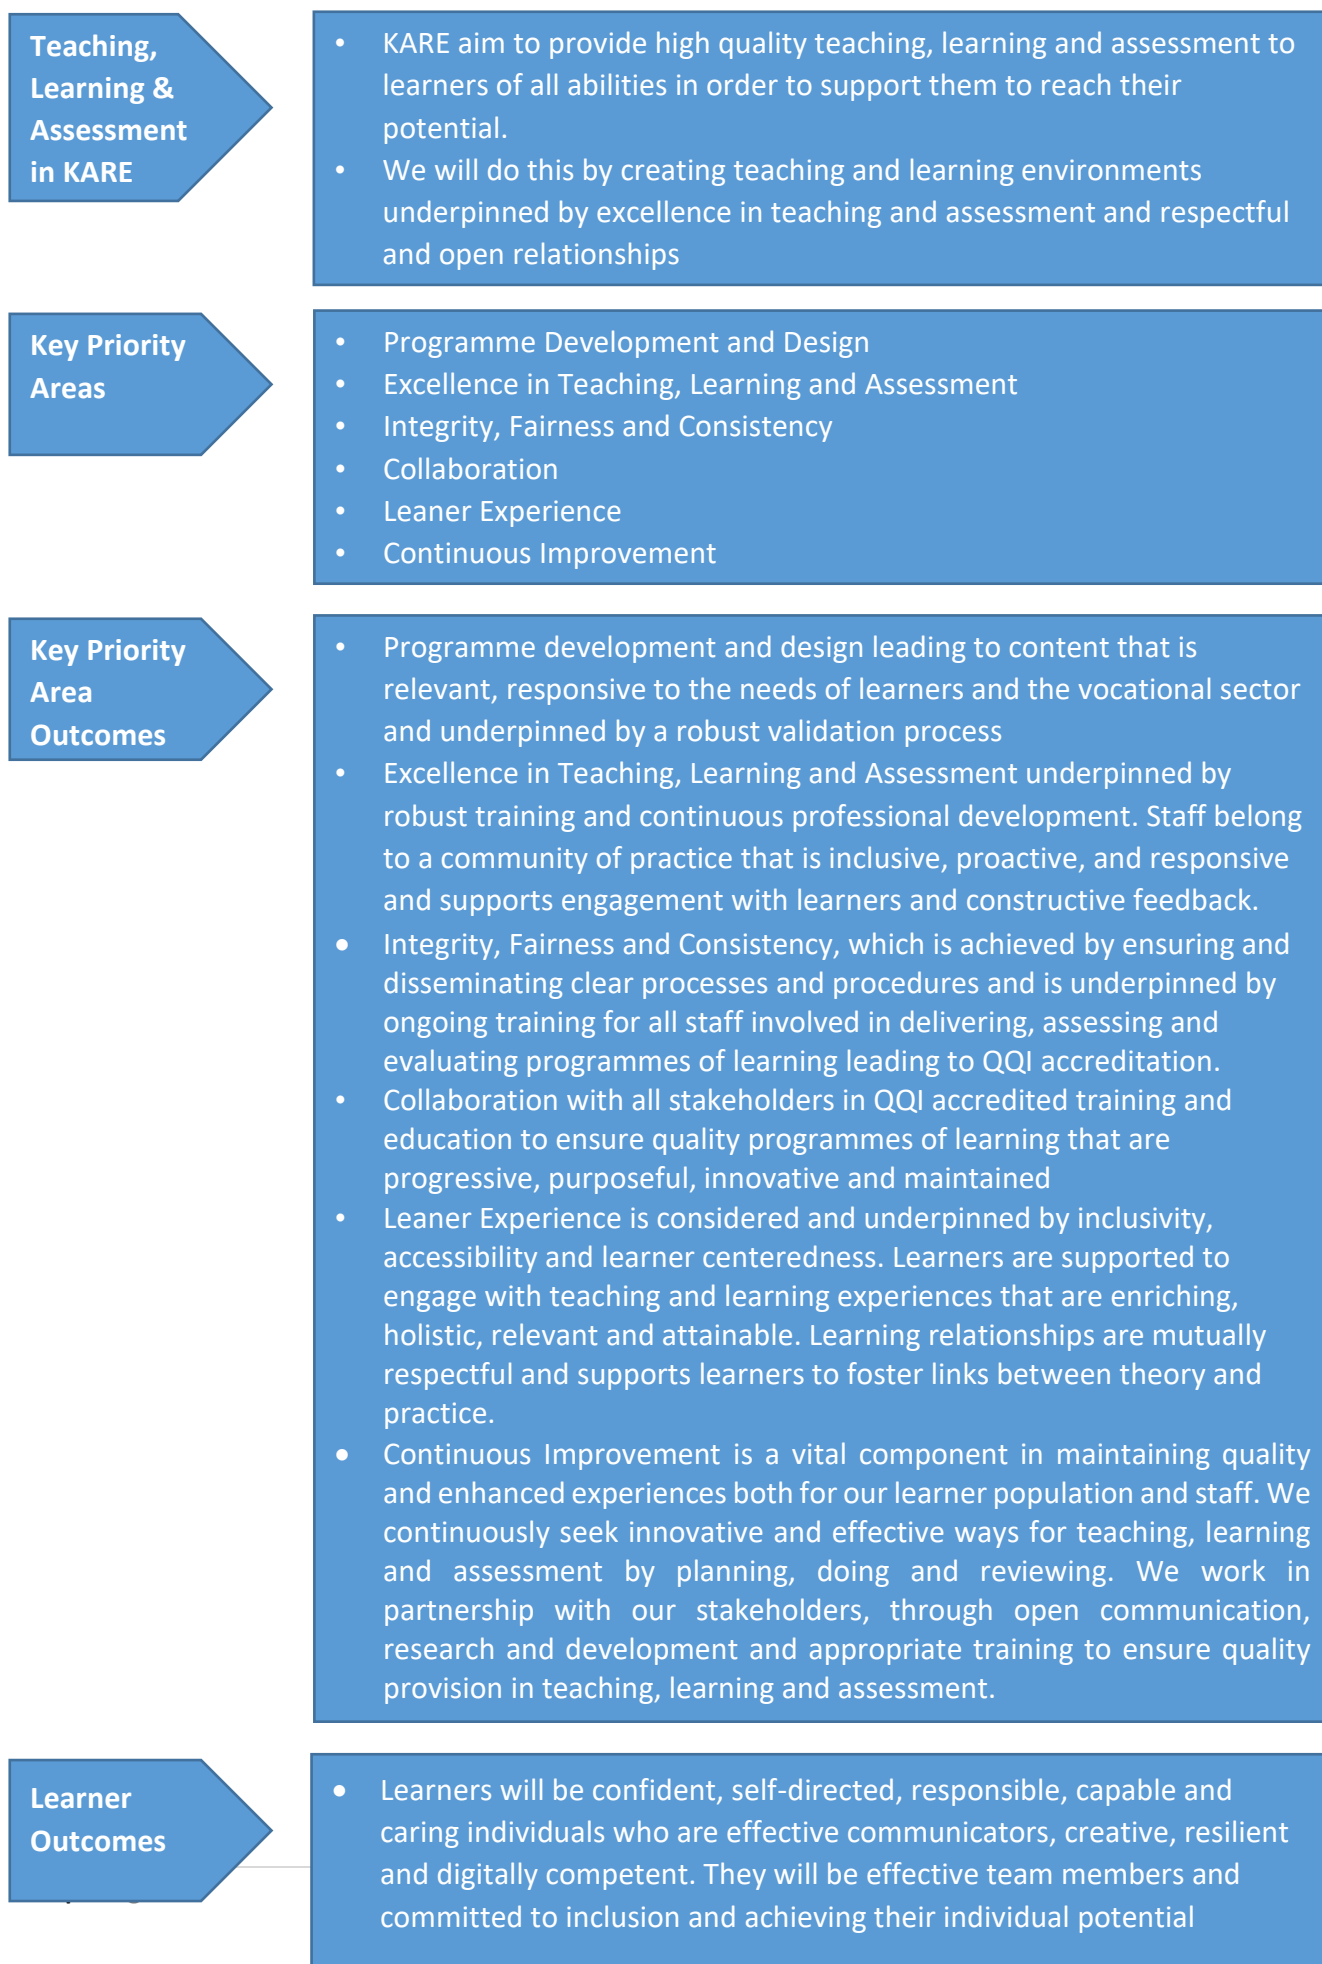 Teaching,
Learning &
Assessment
in KARE
• KARE aim to provide high quality teaching, learning and assessment to
learners of all abilities in order to support them to reach their
potential.
• We will do this by creating teaching and learning environments
underpinned by excellence in teaching and assessment and respectful
and open relationships
Key Priority
Areas
• Programme Development and Design
• Excellence in Teaching, Learning and Assessment
• Integrity, Fairness and Consistency
• Collaboration
• Leaner Experience
• Continuous Improvement
Key Priority
Area
Outcomes
• Programme development and design leading to content that is
relevant, responsive to the needs of learners and the vocational sector
and underpinned by a robust validation process
• Excellence in Teaching, Learning and Assessment underpinned by
robust training and continuous professional development. Staff belong
to a community of practice that is inclusive, proactive, and responsive
and supports engagement with learners and constructive feedback.
• Integrity, Fairness and Consistency, which is achieved by ensuring and
disseminating clear processes and procedures and is underpinned by
ongoing training for all staff involved in delivering, assessing and
evaluating programmes of learning leading to QQI accreditation.
• Collaboration with all stakeholders in QQI accredited training and
education to ensure quality programmes of learning that are
progressive, purposeful, innovative and maintained
• Leaner Experience is considered and underpinned by inclusivity,
accessibility and learner centeredness. Learners are supported to
engage with teaching and learning experiences that are enriching,
holistic, relevant and attainable. Learning relationships are mutually
respectful and supports learners to foster links between theory and
practice.
• Continuous Improvement is a vital component in maintaining quality
and enhanced experiences both for our learner population and staff. We
continuously seek innovative and effective ways for teaching, learning
and assessment by planning, doing and reviewing. We work in
partnership with our stakeholders, through open communication,
research and development and appropriate training to ensure quality
provision in teaching, learning and assessment.
Learner
Outcomes
• Learners will be confident, self-directed, responsible, capable and
caring individuals who are effective communicators, creative, resilient
and digitally competent. They will be effective team members and
committed to inclusion and achieving their individual potential